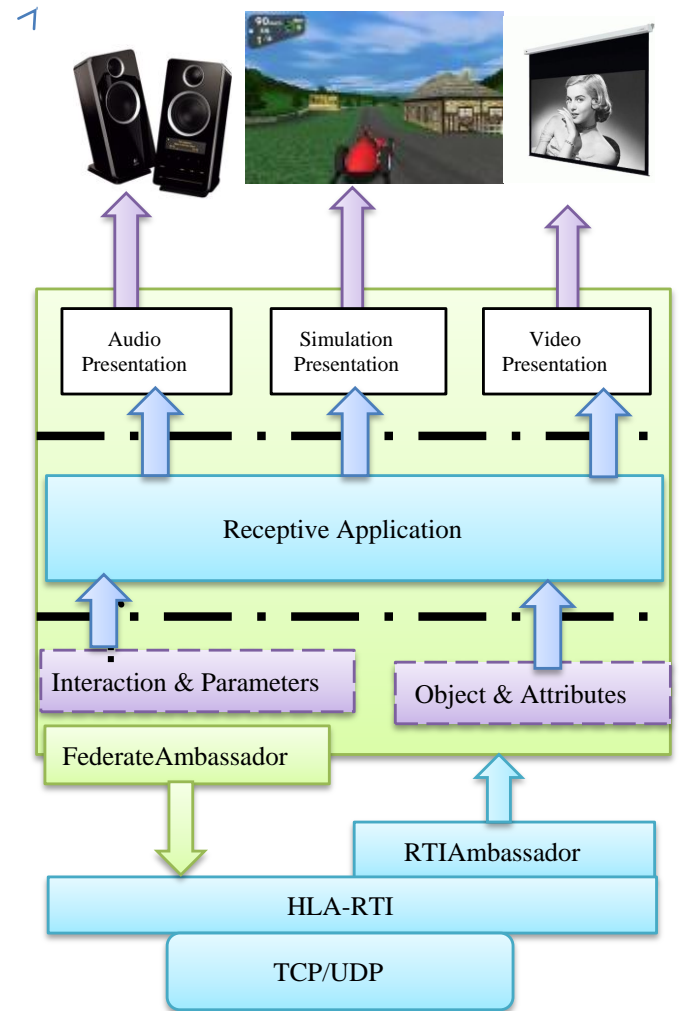 Audio
Presentation
Simulation
Presentation
Video
Presentation
Receptive Application
Interaction & Parameters
Object & Attributes
FederateAmbassador
RTIAmbassador
HLA-RTI
TCP/UDP